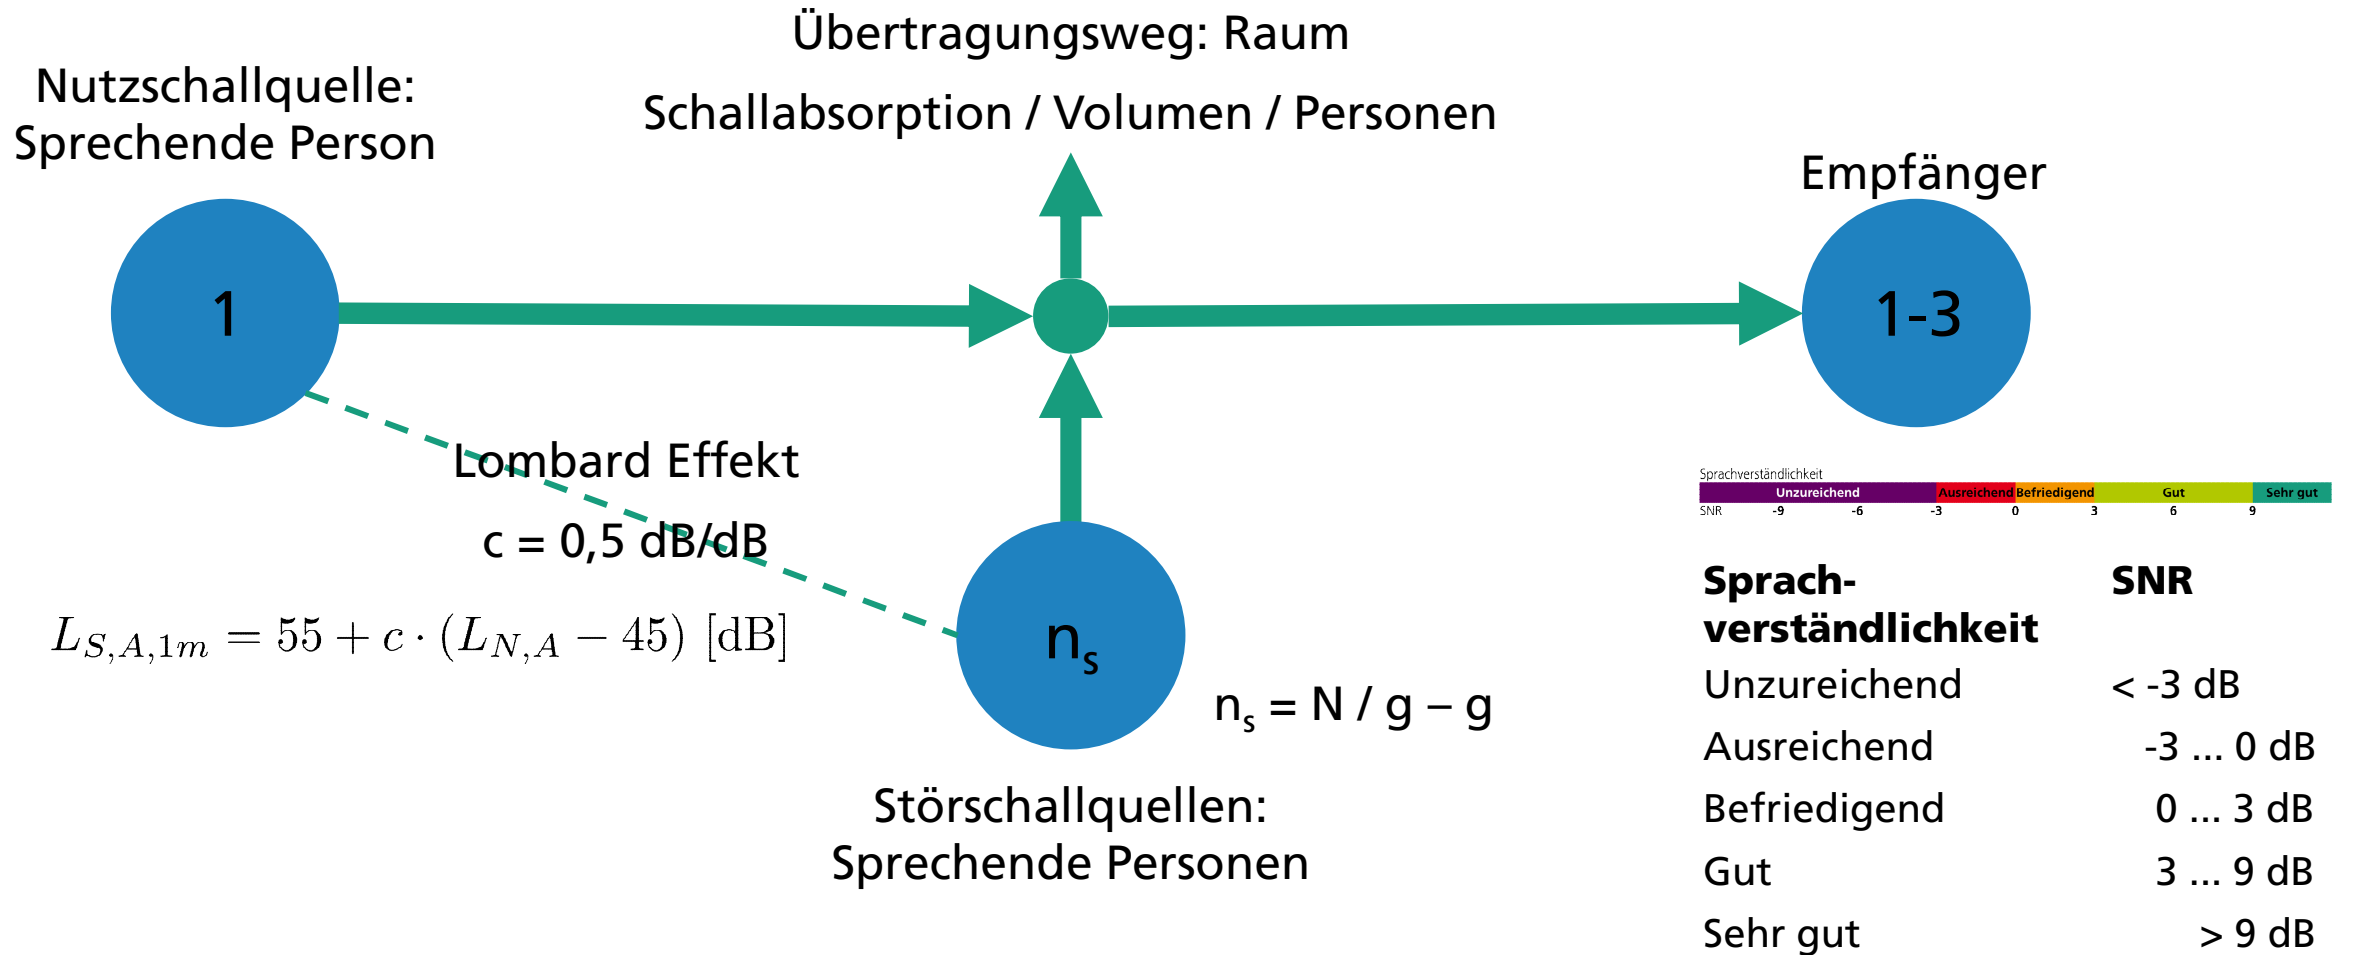 Übertragungsweg: Raum
Schallabsorption / Volumen / Personen
Nutzschallquelle:
Sprechende Person
1
Empfänger
1-3
Lombard Effekt
c = 0,5 dB/dB
L_{S,A,1m} = 55 + c · (L_{N,A} − 45) [dB]
n_s
n_s = N / g – g
Störschallquellen:
Sprechende Personen
Sprachverständlichkeit
Unzureichend Ausreichend Befriedigend Gut Sehr gut
SNR -9 -6 -3 0 3 6 9
Sprach- SNR
verständlichkeit
Unzureichend < -3 dB
Ausreichend -3 ... 0 dB
Befriedigend 0 ... 3 dB
Gut 3 ... 9 dB
Sehr gut > 9 dB